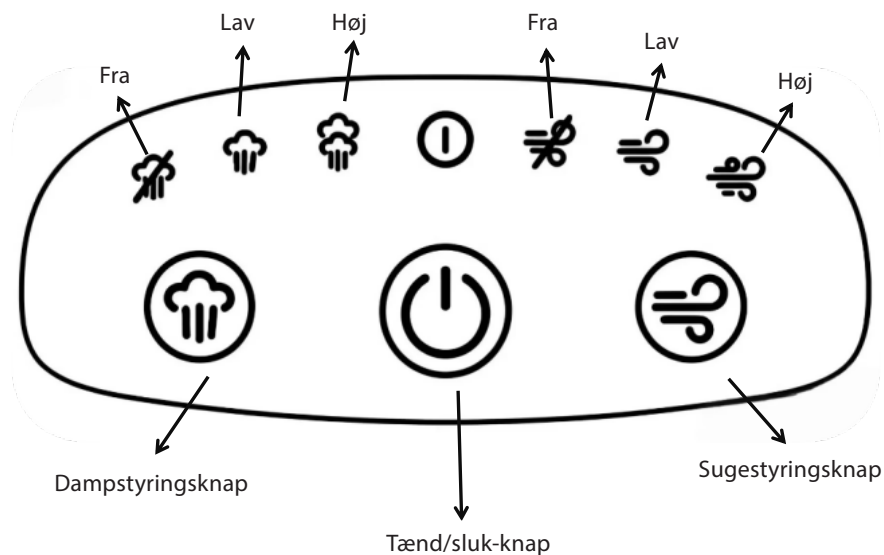 Fra
Lav
Høj
Fra
Lav
Høj
Dampstyringsknap
Tænd/sluk-knap
Sugestyringsknap